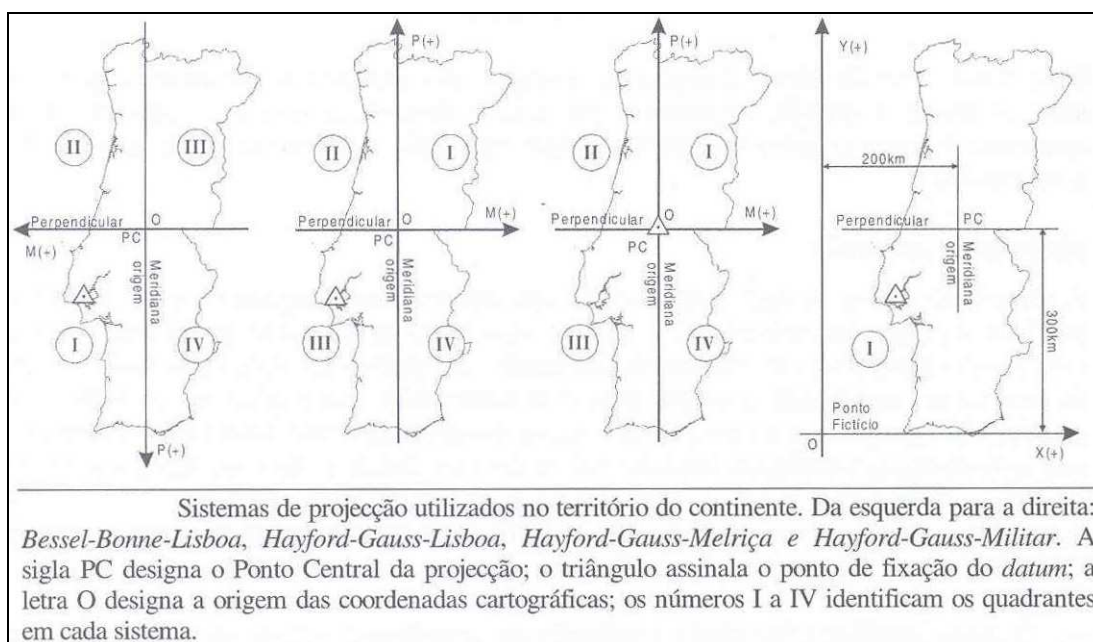 P(+)
P(+)
Y(+)
II
III
II
I
II
I
200km
Perpendicular
O
Perpendicular
O
M(+)
Perpendicular
O
M(+)
Perpendicular
PC
M(+)
PC
PC
PC
Meridiana
origem
Meridiana
origem
Meridiana
origem
Meridiana
origem
300km
I
IV
III
IV
III
IV
I
Ponto
Fictício
P(+)
O
X(+)
Sistemas de projecção utilizados no território do continente. Da esquerda para a direita:
Bessel-Bonne-Lisboa, Hayford-Gauss-Lisboa, Hayford-Gauss-Melriça e Hayford-Gauss-Militar. A
sigla PC designa o Ponto Central da projecção; o triângulo assinala o ponto de fixação do datum; a
letra O designa a origem das coordenadas cartográficas; os números I a IV identificam os quadrantes
em cada sistema.